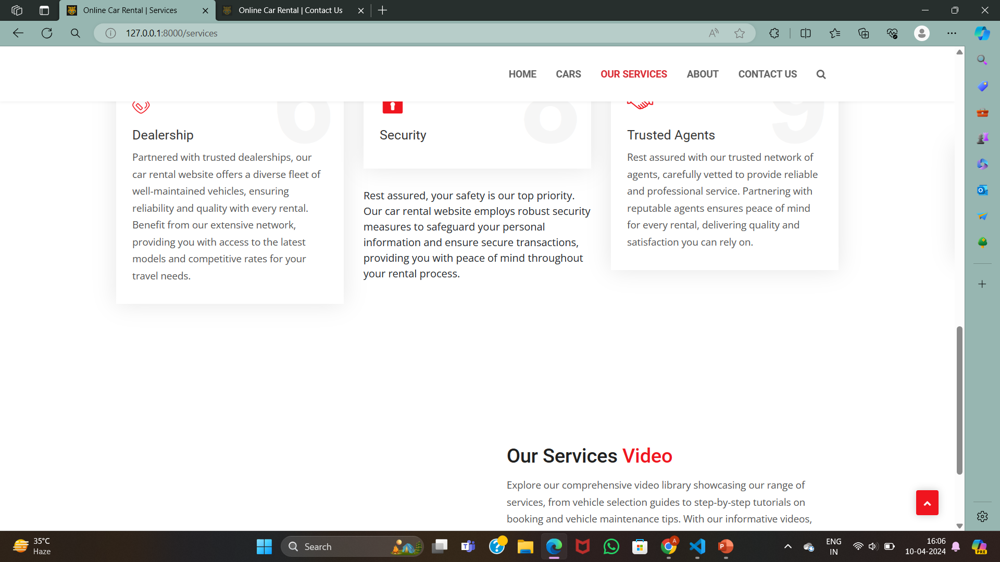 Online Car Rental | Services
Online Car Rental | Contact Us
127.0.0.1:8000/services
HOME
CARS
OUR SERVICES
ABOUT
CONTACT US
6
Dealership
Partnered with trusted dealerships, our
car rental website offers a diverse fleet of
well-maintained vehicles, ensuring
reliability and quality with every rental.
Benefit from our extensive network,
providing you with access to the latest
models and competitive rates for your
travel needs.
8
Security
Rest assured, your safety is our top priority.
Our car rental website employs robust security
measures to safeguard your personal
information and ensure secure transactions,
providing you with peace of mind throughout
your rental process.
9
Trusted Agents
Rest assured with our trusted network of
agents, carefully vetted to provide reliable
and professional service. Partnering with
reputable agents ensures peace of mind
for every rental, delivering quality and
satisfaction you can rely on.
Our Services Video
Explore our comprehensive video library showcasing our range of
services, from vehicle selection guides to step-by-step tutorials on
booking and vehicle maintenance tips. With our informative videos,
35°C
Haze
Search
A
ENG
IN
16:06
10-04-2024
PRE